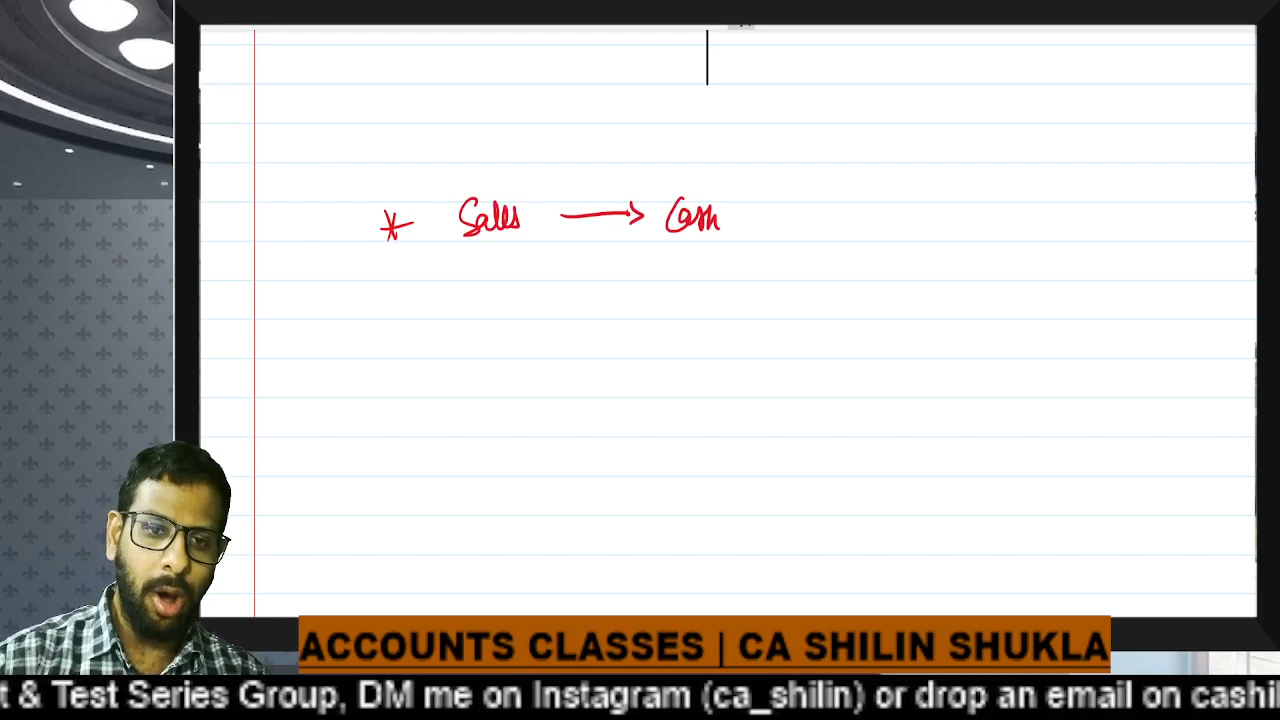 * Sales → Cash
ACCOUNTS CLASSES | CA SHILIN SHUKLA
t & Test Series Group, DM me on Instagram (ca_shilin) or drop an email on cashil